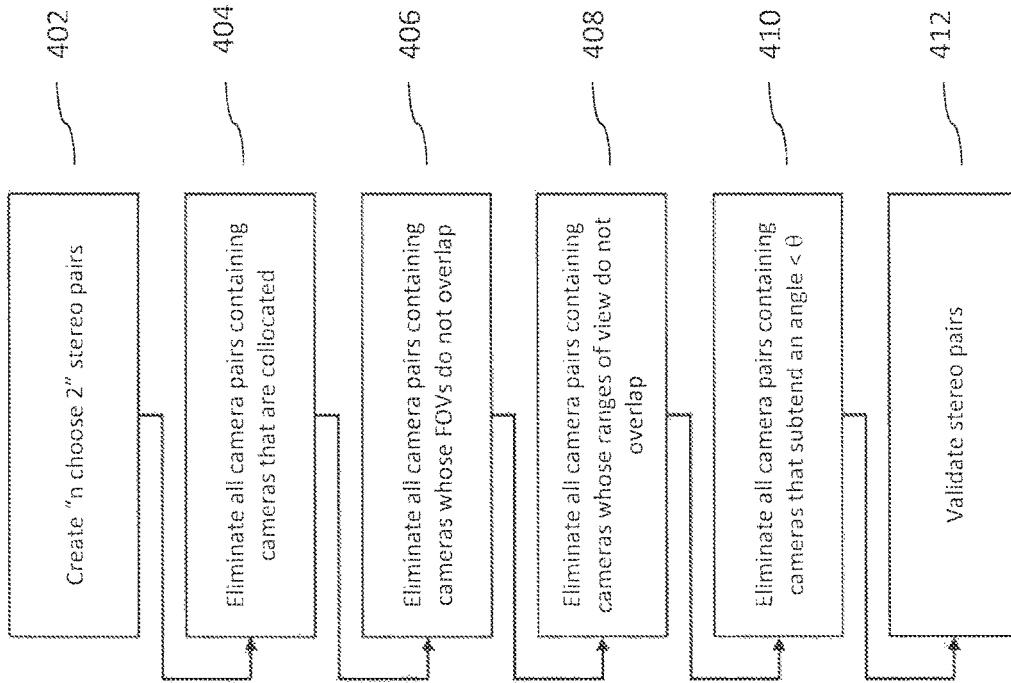 402
Create "n choose 2" stereo pairs
404
Eliminate all camera pairs containing
cameras that are collocated
406
Eliminate all camera pairs containing
cameras whose FOVs do not overlap
408
Eliminate all camera pairs containing
cameras whose ranges of view do not
overlap
410
Eliminate all camera pairs containing
cameras that subtend an angle < θ
412
Validate stereo pairs